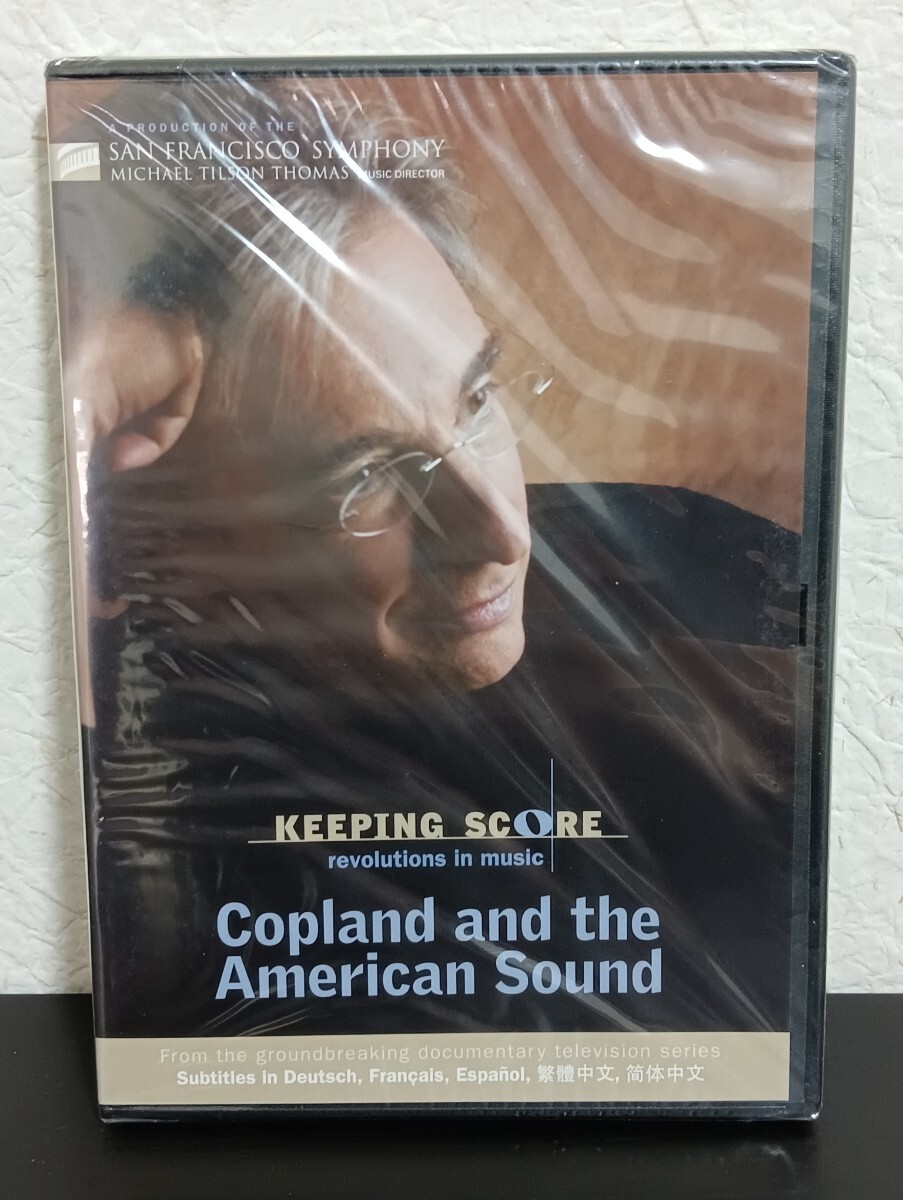 A PRODUCTION OF THE
SAN FRANCISCO SYMPHONY
MICHAEL TILSON THOMAS MUSIC DIRECTOR
KEEPING SCORE
revolutions in music
Copland and the
American Sound
From the groundbreaking documentary television series
Subtitles in Deutsch, Français, Español, 繁體中文, 简体中文